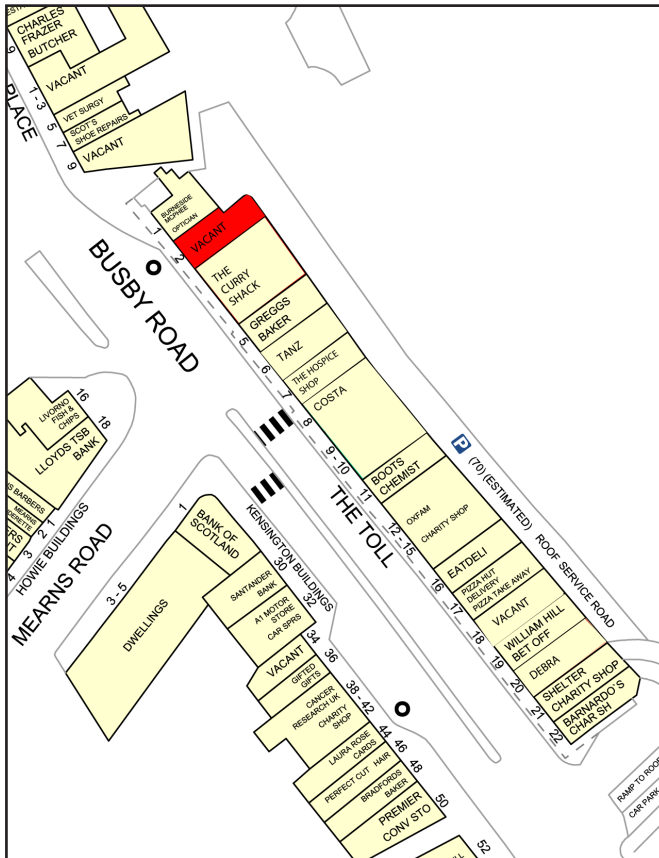 CHARLES
FRAZER
BUTCHER
9
VACANT
PLACE
1 - 3
VET SURGY
5
SCOT'S
SHOE REPAIRS
7
VACANT
9
BURNESIDE
MCPHEE
OPTICIAN
1
VACANT
2
THE
CURRY
SHACK
BUSBY ROAD
GREGGS
BAKER
5
TANZ
6
THE HOSPICE
SHOP
7
COSTA
8
9 - 10
BOOTS
CHEMIST
11
P
(70) (ESTIMATED)
ROOF SERVICE ROAD
THE TOLL
OXFAM
CHARITY SHOP
12 - 15
EATDELI
16
PIZZA HUT
DELIVERY
PIZZA TAKE AWAY
17
VACANT
18
WILLIAM HILL
BET OFF
19
DEBRA
20
SHELTER
CHARITY SHOP
21
BARNARDO'S
CHAR SH
22
RAMP TO ROOF
CAR PARK
LIVORNO
FISH &
CHIPS
16
LLOYDS TSB
BANK
18
BARBERS
MEARNS
1
2
3
4
HOWIE BUILDINGS
MEARNS ROAD
1
BANK OF
SCOTLAND
3 - 5
DWELLINGS
KENSINGTON BUILDINGS
SANTANDER
BANK
30
A1 MOTOR
STORE
CAR SPRS
32
34
VACANT
36
GIFTED
GIFTS
CANCER
RESEARCH UK
CHARITY
SHOP
38 - 42
LAURA ROSE
CARDS
44
PERFECT CUT HAIR
46
BRADFORDS
BAKER
48
PREMIER
CONV STO
50
52